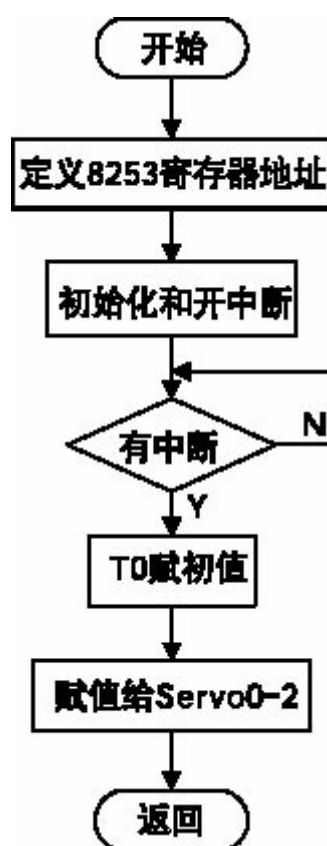 开始
定义8253寄存器地址
初始化和开中断
有中断
N
Y
T0赋初值
赋值给Servo0-2
返回